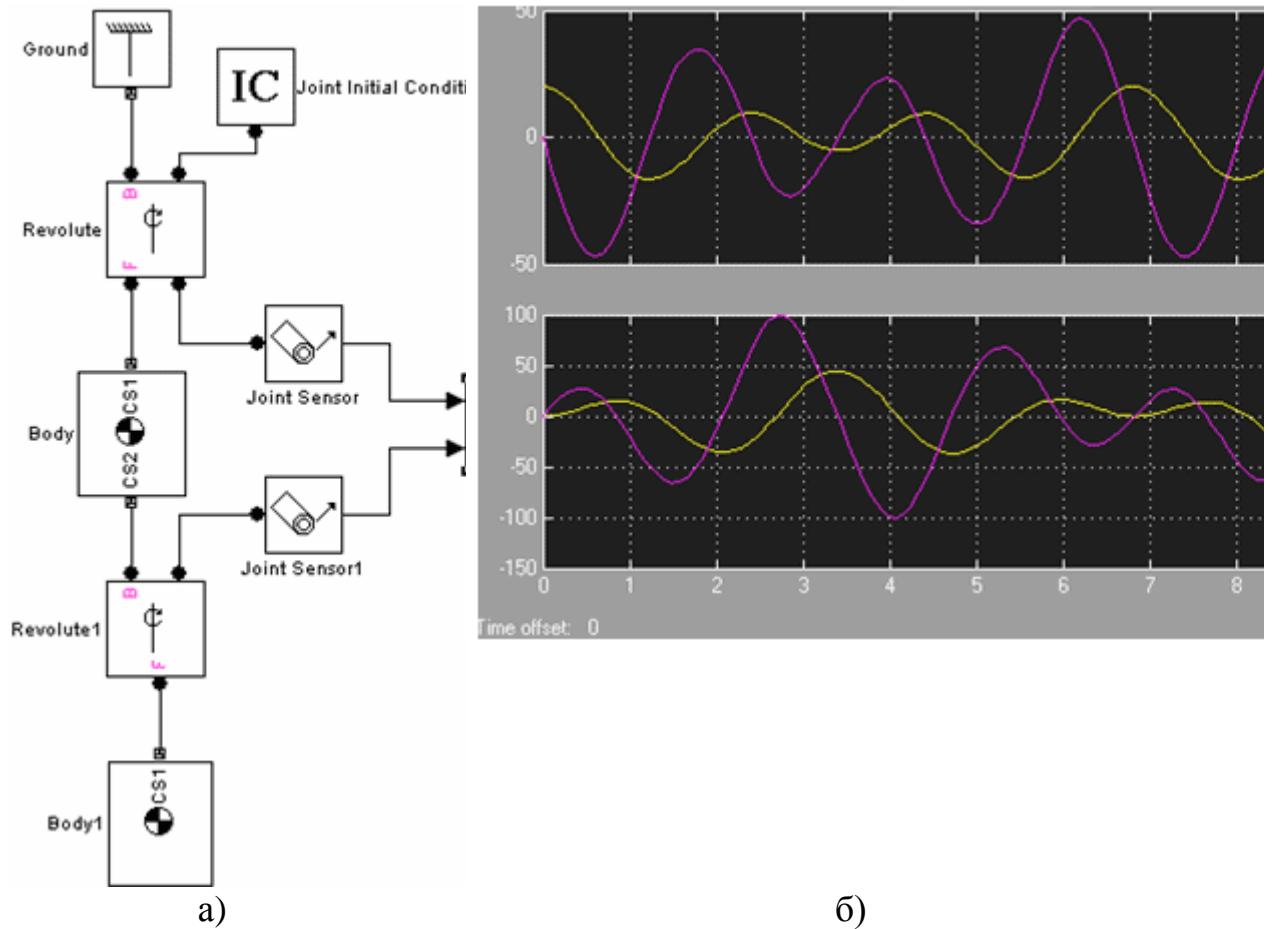 Ground
IC
Joint Initial Conditi
B
Revolute
F
Joint Sensor
CS1
Body
CS2
Joint Sensor1
B
Revolute1
F
CS1
Body1
а)
50
0
-50
100
50
0
-50
-100
-150
0 1 2 3 4 5 6 7 8
Time offset: 0
б)